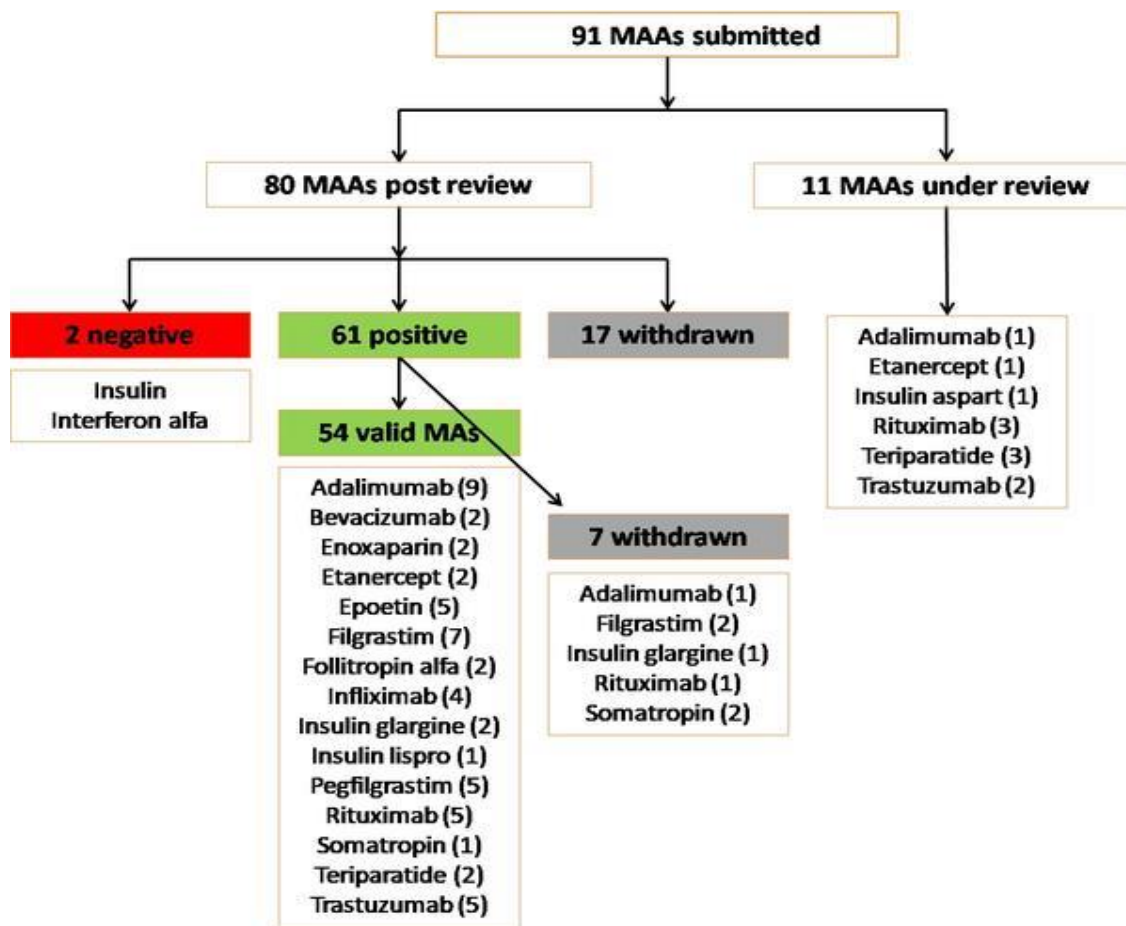 91 MAAs submitted
80 MAAs post review
11 MAAs under review
2 negative
Insulin
Interferon alfa
61 positive
54 valid MAs
Adalimumab (9)
Bevacizumab (2)
Enoxaparin (2)
Etanercept (2)
Epoetin (5)
Filgrastim (7)
Follitropin alfa (2)
Infliximab (4)
Insulin glargine (2)
Insulin lispro (1)
Pegfilgrastim (5)
Rituximab (5)
Somatropin (1)
Teriparatide (2)
Trastuzumab (5)
17 withdrawn
7 withdrawn
Adalimumab (1)
Filgrastim (2)
Insulin glargine (1)
Rituximab (1)
Somatropin (2)
Adalimumab (1)
Etanercept (1)
Insulin aspart (1)
Rituximab (3)
Teriparatide (3)
Trastuzumab (2)